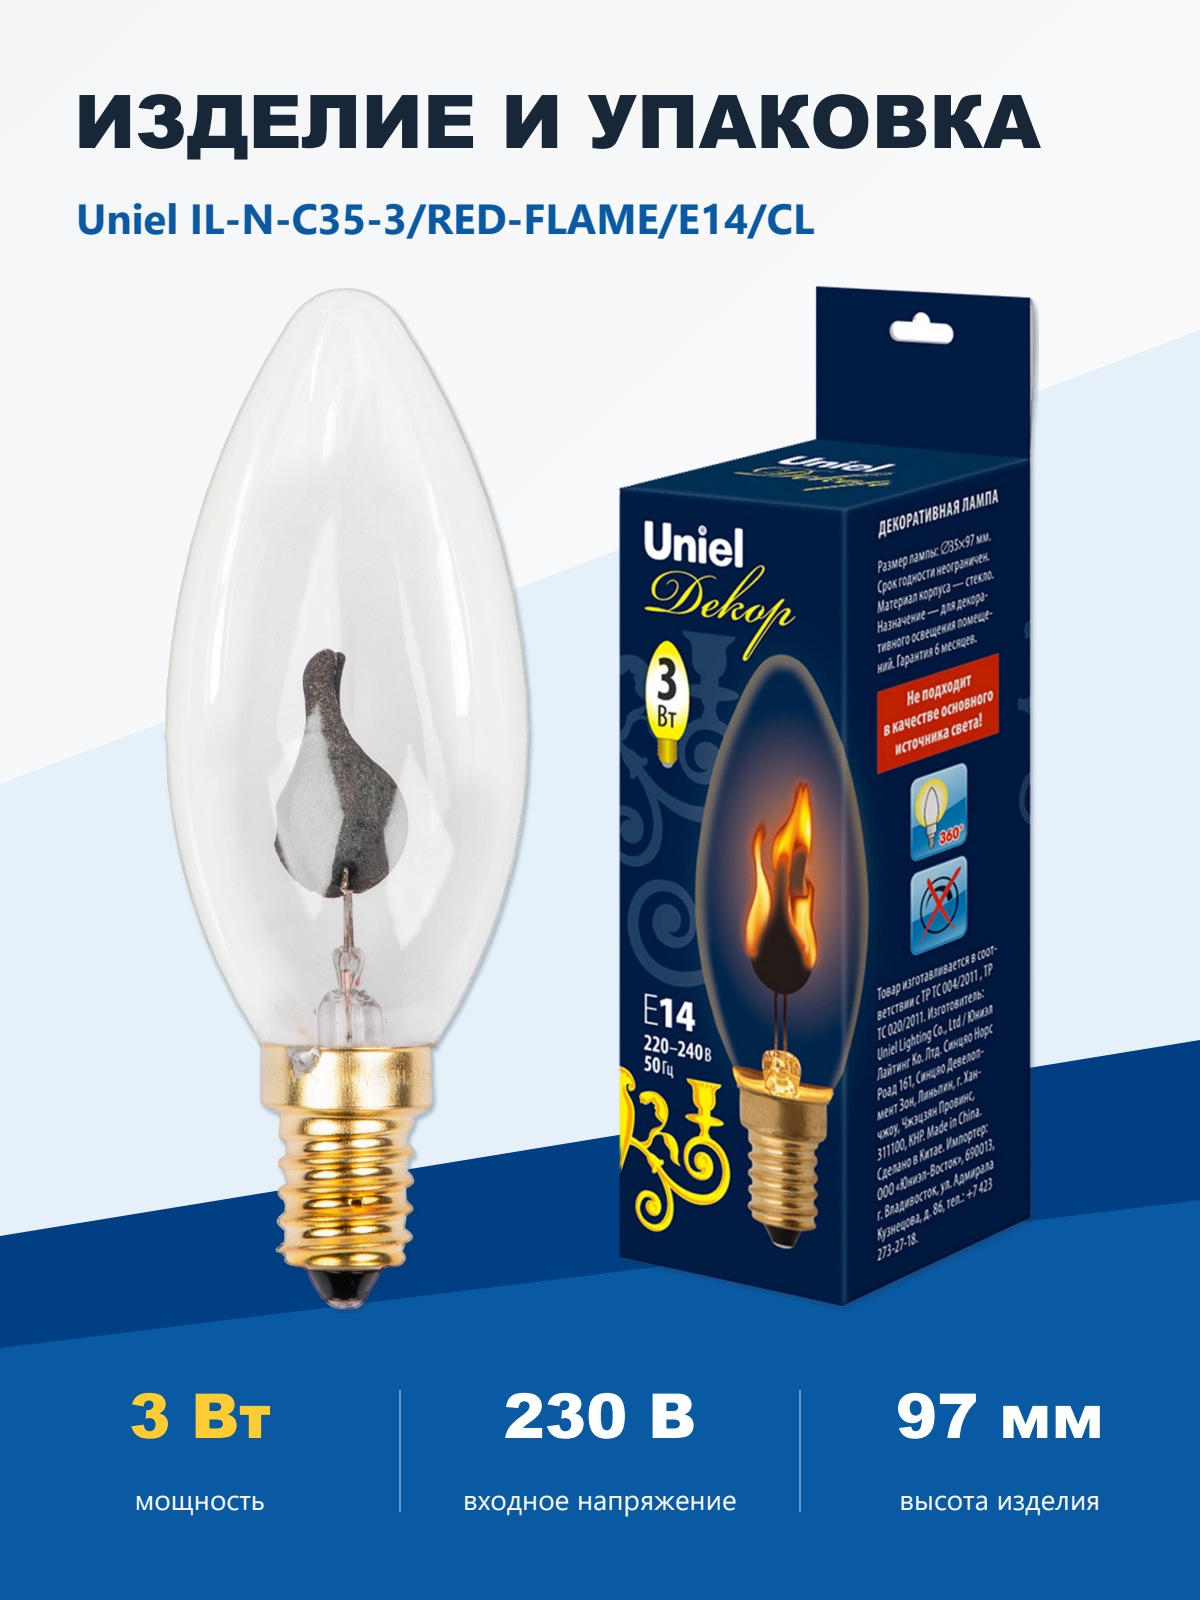 ИЗДЕЛИЕ И УПАКОВКА
Uniel IL-N-C35-3/RED-FLAME/E14/CL
Uniel
Декор
Uniel
Декор
3
Вт
E14
220–240 В
50 Гц
ДЕКОРАТИВНАЯ ЛАМПА
Размер лампы: Ø35×97 мм.
Срок годности неограничен.
Материал корпуса — стекло.
Назначение — для декора-
тивного освещения помеще-
ний. Гарантия 6 месяцев.
Не подходит
в качестве основного
источника света!
360°
Товар изготавливается в соот-
ветствии с ТР ТС 004/2011, ТР
ТС 020/2011. Изготовитель:
Uniel Lighting Co., Ltd / Юниэл
Лайтинг Ко. Лтд. Синцяо Норс
Роад 161, Синцяо Девелоп-
мент Зон, Линьпин, г. Хан-
чжоу, Чжэцзян Провинс,
311100, КНР. Made in China.
Сделано в Китае. Импортер:
ООО «Юниэл-Восток», 690013,
г. Владивосток, ул. Адмирала
Кузнецова, д. 86, тел.: +7 423
273-27-18.
3 Вт
мощность
230 В
входное напряжение
97 мм
высота изделия